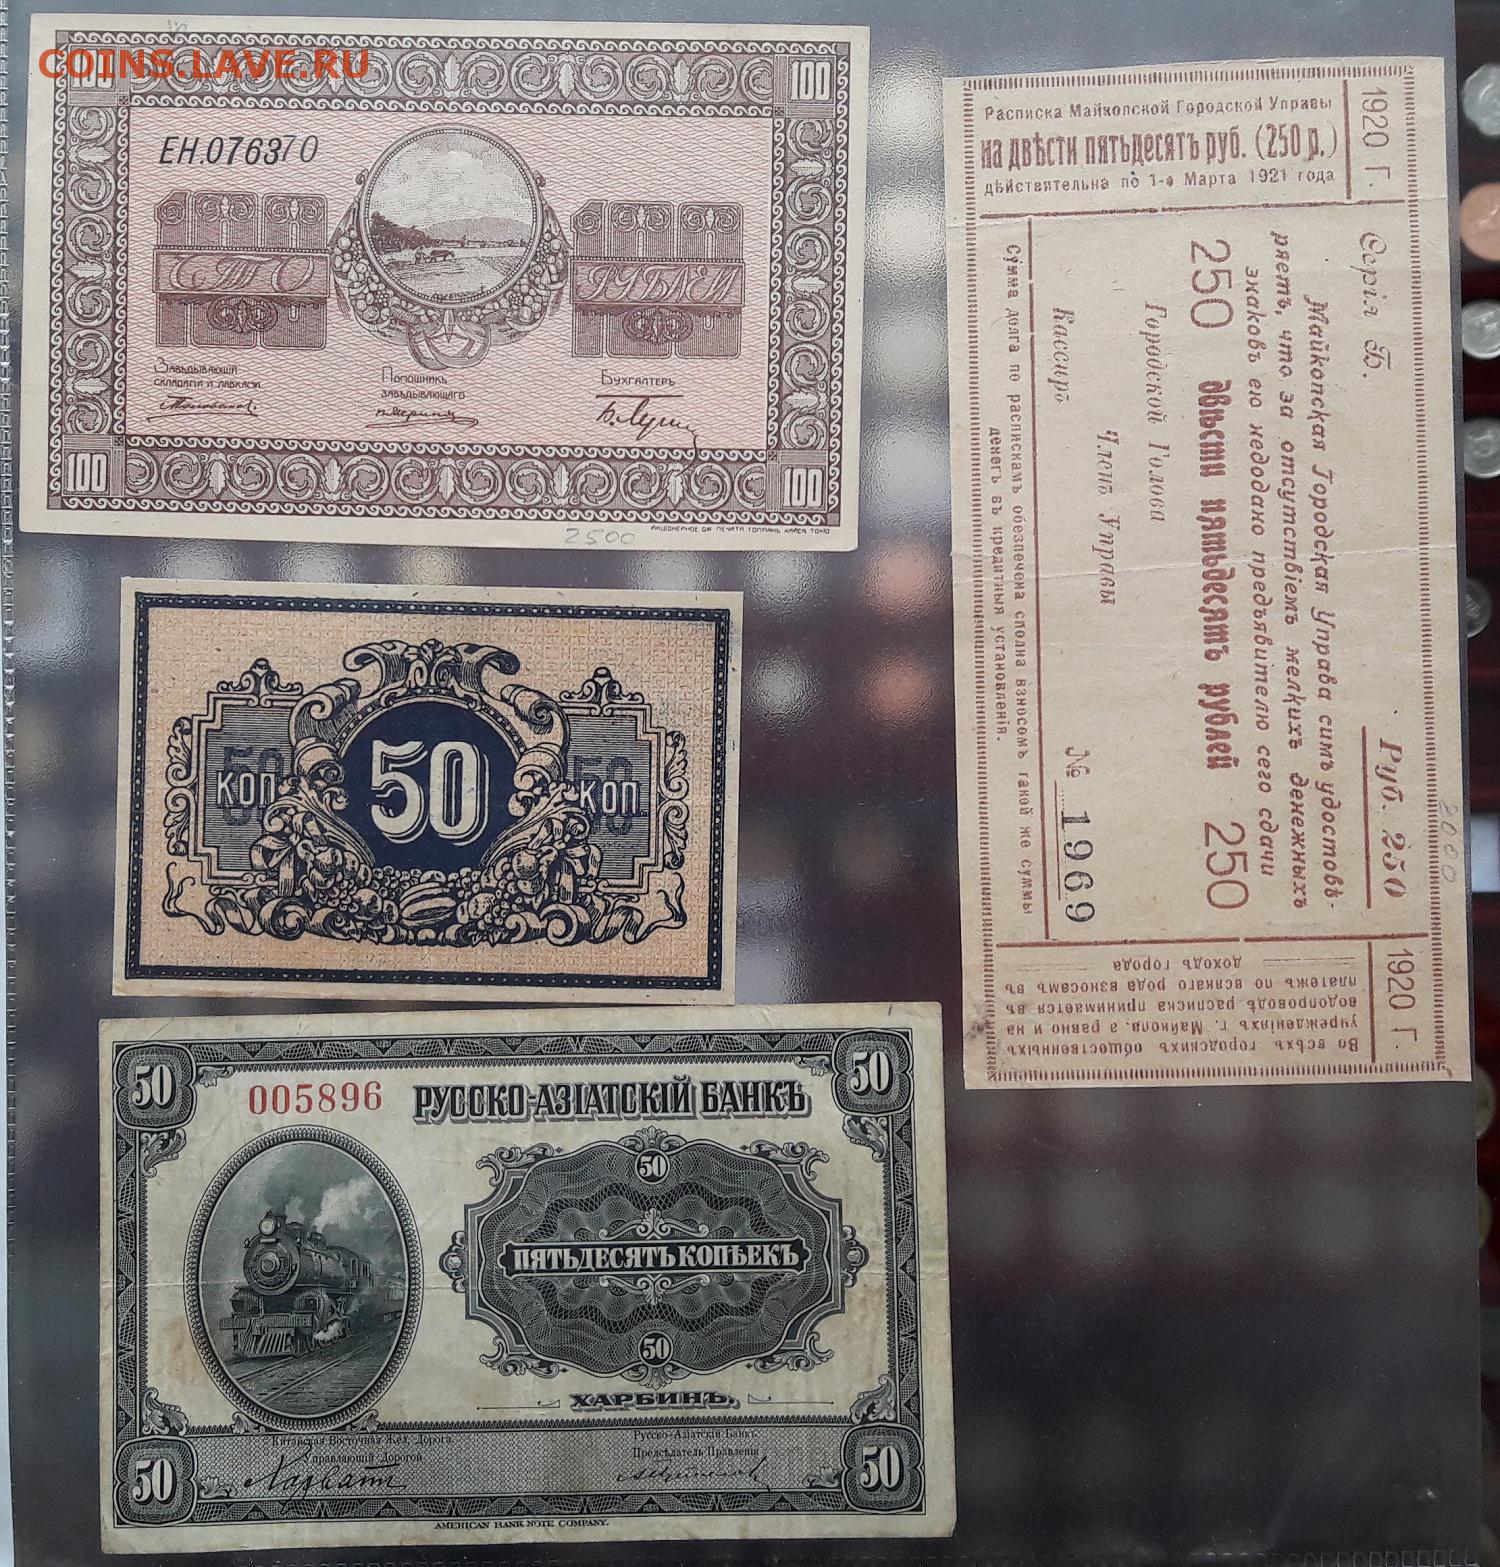 COINS.LAVE.RU
100
100
ЕН.076370
СТО
РУБЛЕЙ
Завѣдывающій
складами и лавками
Помощникъ
завѣдывающаго
Бухгалтеръ
100
100
2500
50
50
КОП.
50
КОП.
50
50
005896
РУССКО-АЗІАТСКІЙ БАНКЪ
50
50
ПЯТЬДЕСЯТЪ КОПѢЕКЪ
50
ХАРБИНЪ.
Китайская Восточная Жел. Дорога.
Управляющій Дорогой
Русско-Азіатскій Банкъ.
Предсѣдатель Правленія
50
50
AMERICAN BANK NOTE COMPANY.
1920 г.
Расписка Майкопской Городской Управы
на двѣсти пятьдесятъ руб. (250 р.)
дѣйствительна по 1-е Марта 1921 года
Серія Б.
Руб. 250
2000
Майкопская Городская Управа симъ удостовѣ-
ряетъ, что за отсутствіемъ мелкихъ денежныхъ
знаковъ ею недодано предъявителю сего сдачи
250 двѣсти пятьдесятъ рублей 250
Городской Голова
Членъ Управы
Кассиръ
№ 1969
Сумма долга по распискамъ обезпечена сполна взносомъ такой же суммы
денегъ въ кредитныя установленія.
1920 г.
Во всѣхъ городскихъ общественныхъ
учрежденіяхъ г. Майкопа, а равно и на
водопроводѣ расписка принимается въ
платежъ по всякаго рода взносамъ въ
доходъ города